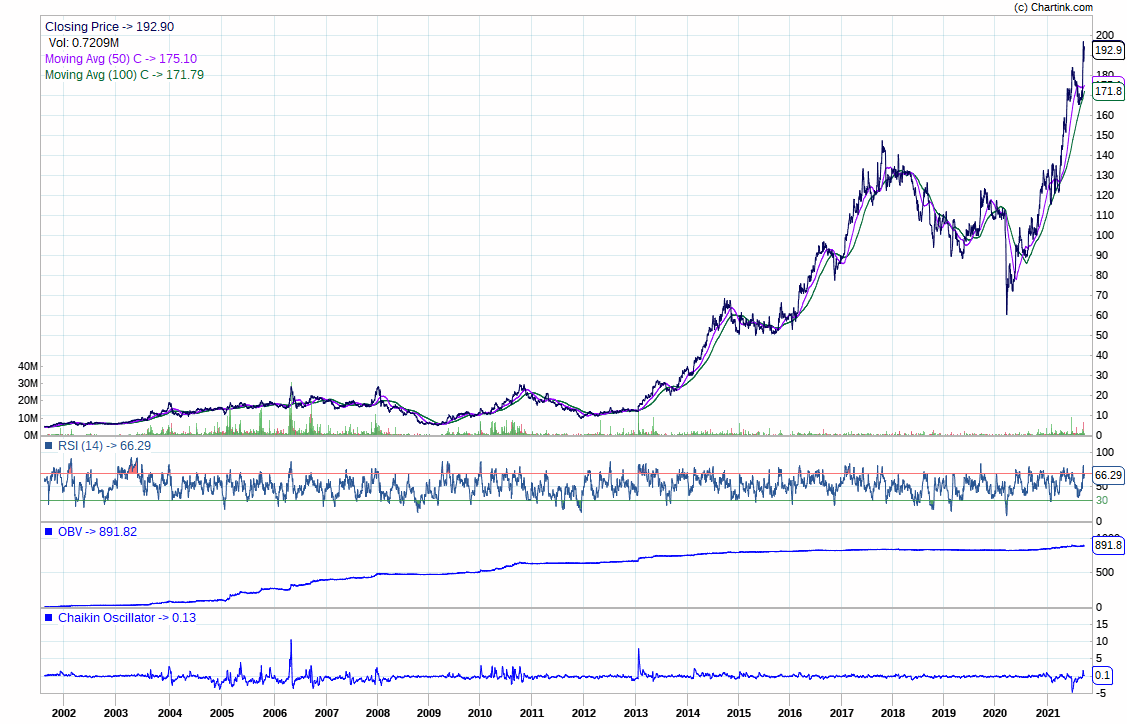 (c) Chartink.com
Closing Price -> 192.90
Vol: 0.7209M
Moving Avg (50) C -> 175.10
Moving Avg (100) C -> 171.79
200
192.9
180
171.8
160
150
140
130
120
110
100
90
80
70
60
50
40
30
20
10
0
40M
30M
20M
10M
0M
RSI (14) -> 66.29
100
66.29
50
30
0
OBV -> 891.82
1000
891.8
500
0
Chaikin Oscillator -> 0.13
15
10
5
0.1
-5
2002 2003 2004 2005 2006 2007 2008 2009 2010 2011 2012 2013 2014 2015 2016 2017 2018 2019 2020 2021